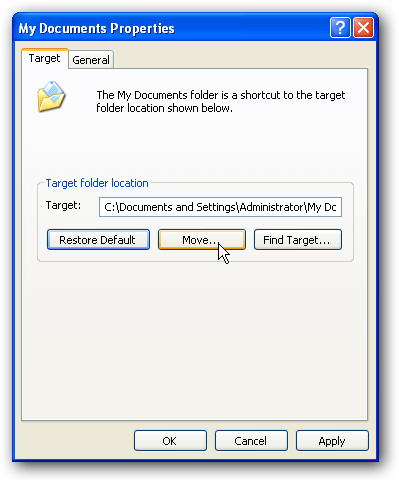 My Documents Properties
Target General
The My Documents folder is a shortcut to the target
folder location shown below.
Target folder location
Target: C:\Documents and Settings\Administrator\My Dc
Restore Default Move... Find Target...
OK Cancel Apply